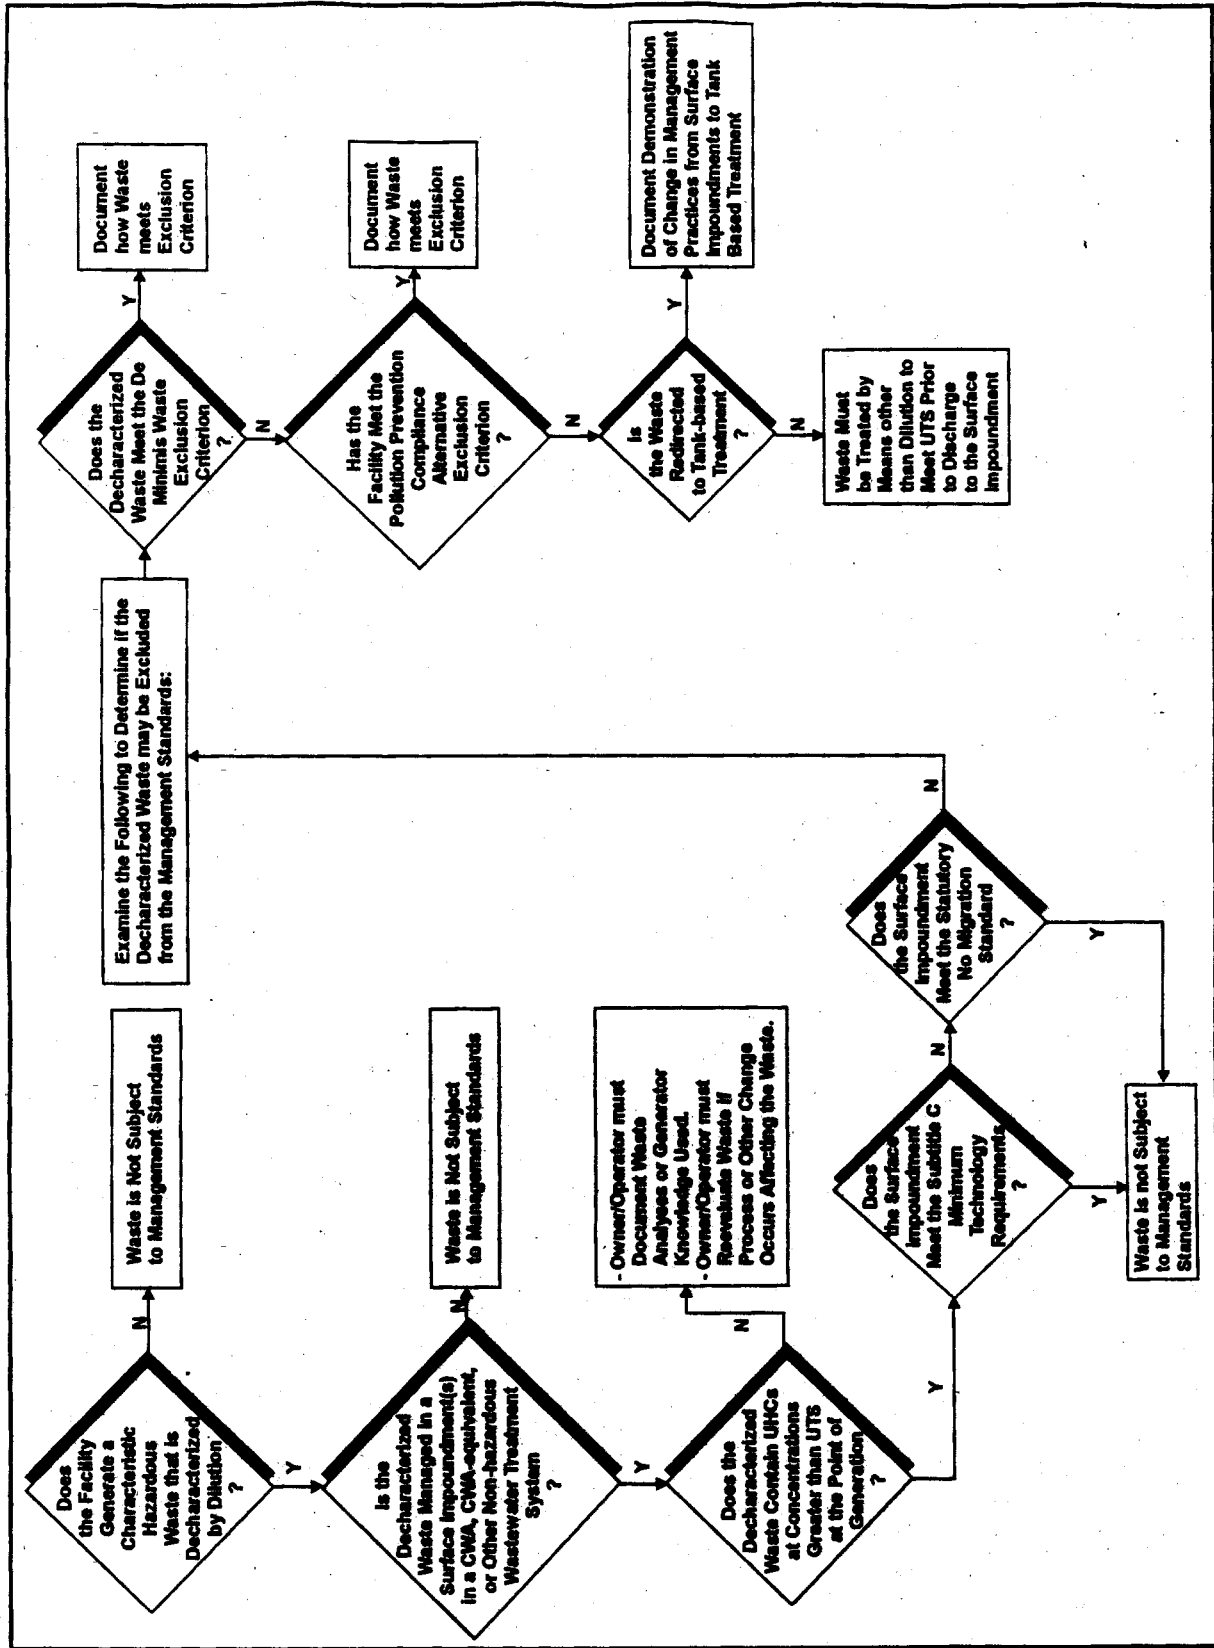 Does
the Facility
Generate a
Characteristic
Hazardous
Waste that is
Decharacterized
by Dilution
?
N
Waste is Not Subject
to Management Standards
Y
Is the
Decharacterized
Waste Managed in a
Surface Impoundment(s)
in a CWA, CWA-equivalent,
or Other Non-hazardous
Wastewater Treatment
System
?
N
Waste is Not Subject
to Management Standards
Y
Does the
Decharacterized
Waste Contain UHCs
at Concentrations
Greater than UTS
at the Point of
Generation
?
N
- Owner/Operator must
Document Waste
Analyses or Generator
Knowledge Used.
- Owner/Operator must
Reevaluate Waste if
Process or Other Change
Occurs Affecting the Waste.
Y
Does
the Surface
Impoundment
Meet the Subtitle C
Minimum
Technology
Requirements
?
Y
N
Does
the Surface
Impoundment
Meet the Statutory
No Migration
Standard
?
Y
Waste is not Subject
to Management
Standards
N
Examine the Following to Determine if the
Decharacterized Waste may be Excluded
from the Management Standards:
Does the
Decharacterized
Waste Meet the De
Minimis Waste
Exclusion
Criterion
?
Y
Document
how Waste
meets
Exclusion
Criterion
N
Has the
Facility Met the
Pollution Prevention
Compliance
Alternative
Exclusion
Criterion
?
Y
Document
how Waste
meets
Exclusion
Criterion
N
Is
the Waste
Redirected
to Tank-based
Treatment
?
Y
Document Demonstration
of Change in Management
Practices from Surface
Impoundments to Tank
Based Treatment
N
Waste Must
be Treated by
Means other
than Dilution to
Meet UTS Prior
to Discharge
to the Surface
Impoundment